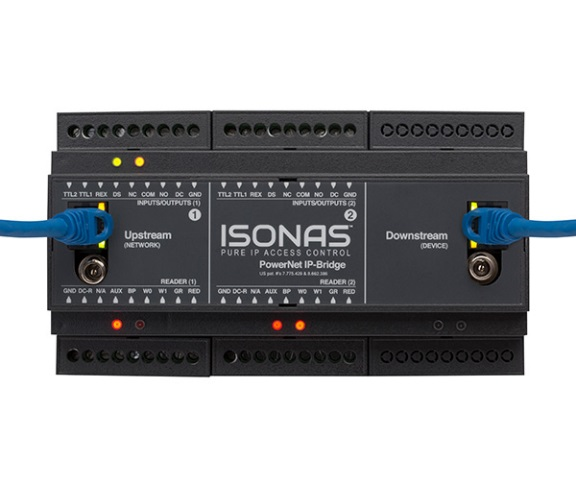 TTL2 TTL1 REX DS NC COM NO DC GND
INPUTS/OUTPUTS (1)
1
Upstream
(NETWORK)
READER (1)
GND DC-R N/A AUX BP W0 W1 GR RED
TTL2 TTL1 REX DS NC COM NO DC GND
INPUTS/OUTPUTS (2)
2
ISONAS™
PURE IP ACCESS CONTROL
PowerNet IP-Bridge
READER (2)
GND DC-R N/A AUX BP W0 W1 GR RED
Downstream
(DEVICE)